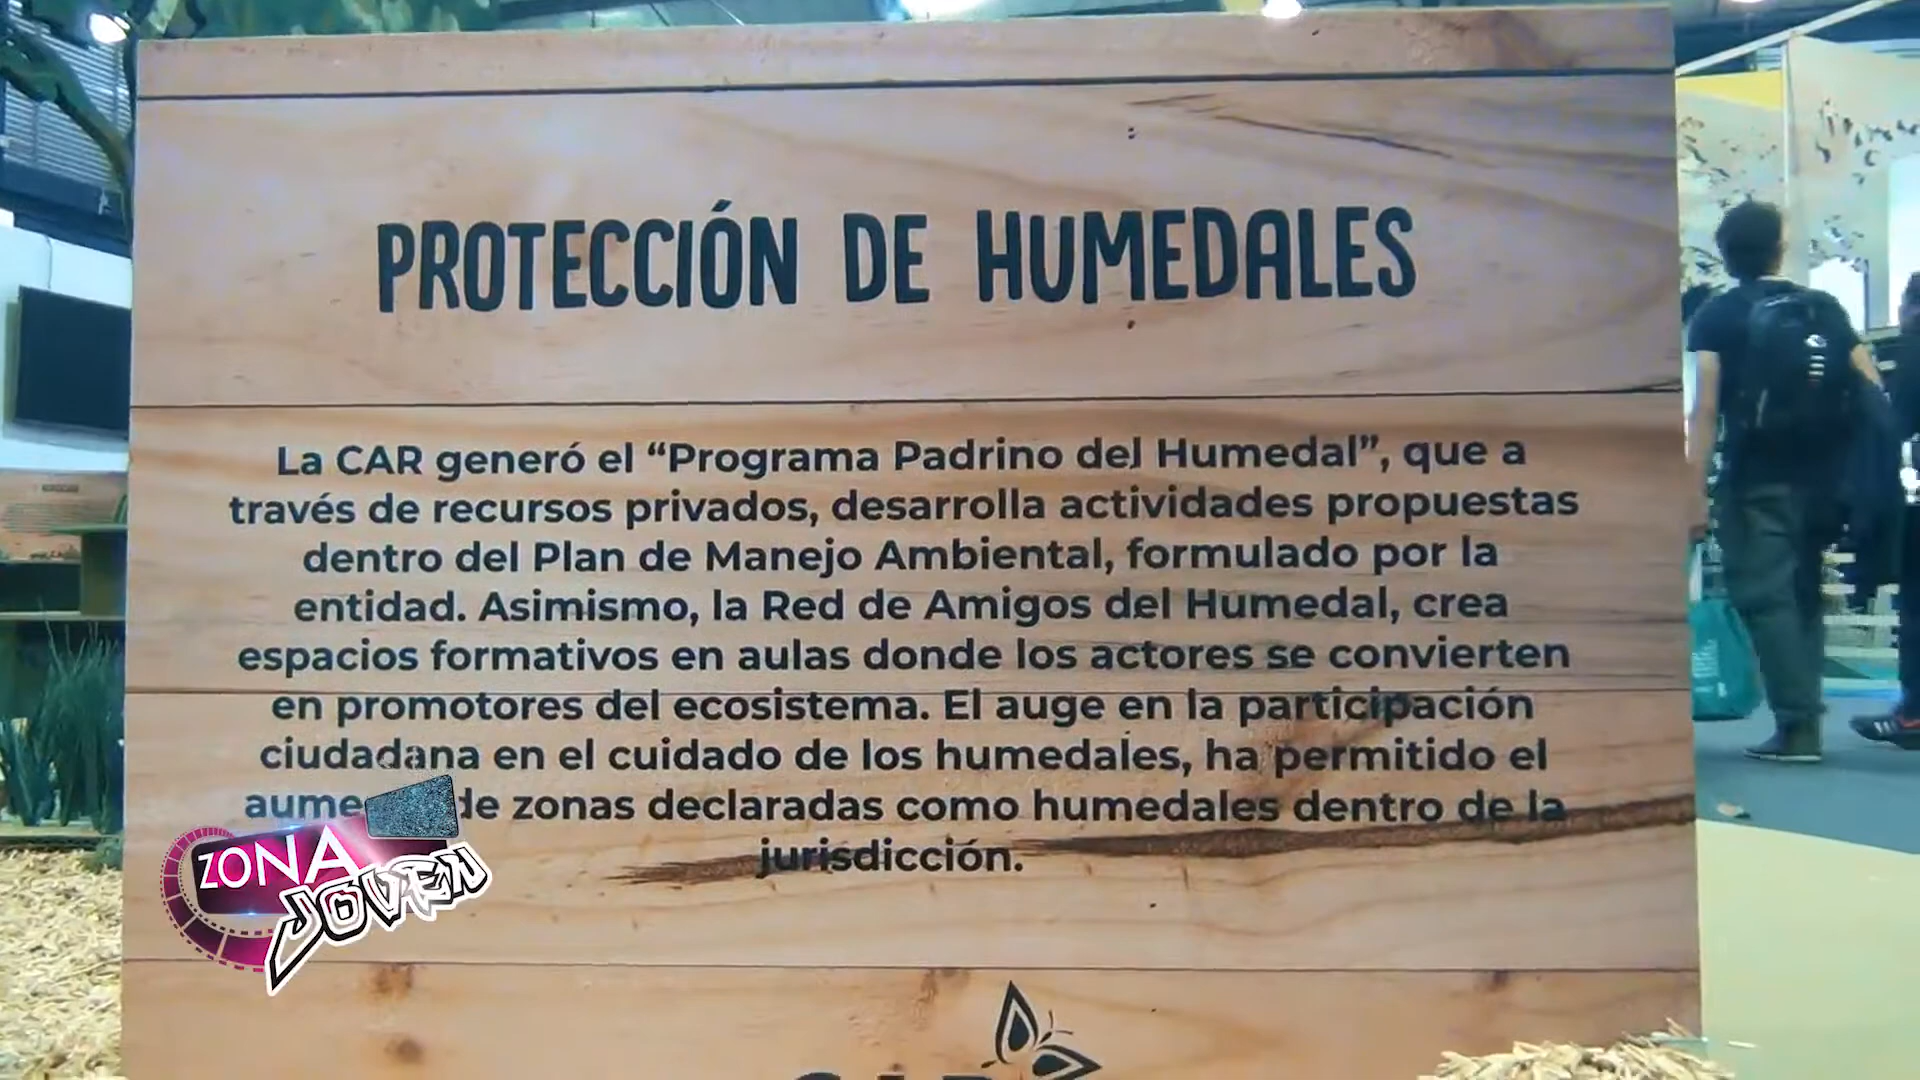 PROTECCIÓN DE HUMEDALES
La CAR generó el “Programa Padrino del Humedal”, que a
través de recursos privados, desarrolla actividades propuestas
dentro del Plan de Manejo Ambiental, formulado por la
entidad. Asimismo, la Red de Amigos del Humedal, crea
espacios formativos en aulas donde los actores se convierten
en promotores del ecosistema. El auge en la participación
ciudadana en el cuidado de los humedales, ha permitido el
de zonas declaradas como humedales dentro de la
jurisdicción.
ZONA
JOVEN